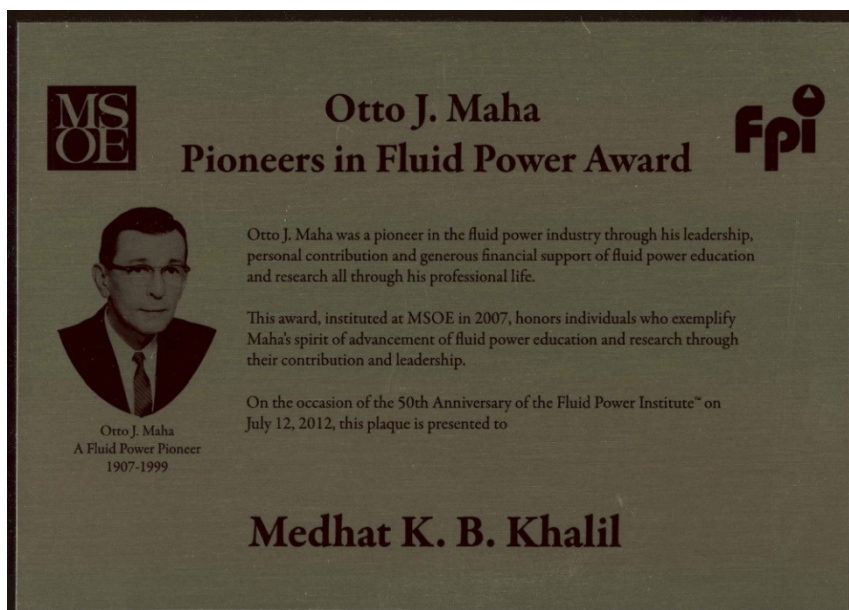 MS
OE
Otto J. Maha
Pioneers in Fluid Power Award
Fpi
Otto J. Maha was a pioneer in the fluid power industry through his leadership,
personal contribution and generous financial support of fluid power education
and research all through his professional life.
This award, instituted at MSOE in 2007, honors individuals who exemplify
Maha's spirit of advancement of fluid power education and research through
their contribution and leadership.
On the occasion of the 50th Anniversary of the Fluid Power Institute™ on
July 12, 2012, this plaque is presented to
Otto J. Maha
A Fluid Power Pioneer
1907-1999
Medhat K. B. Khalil